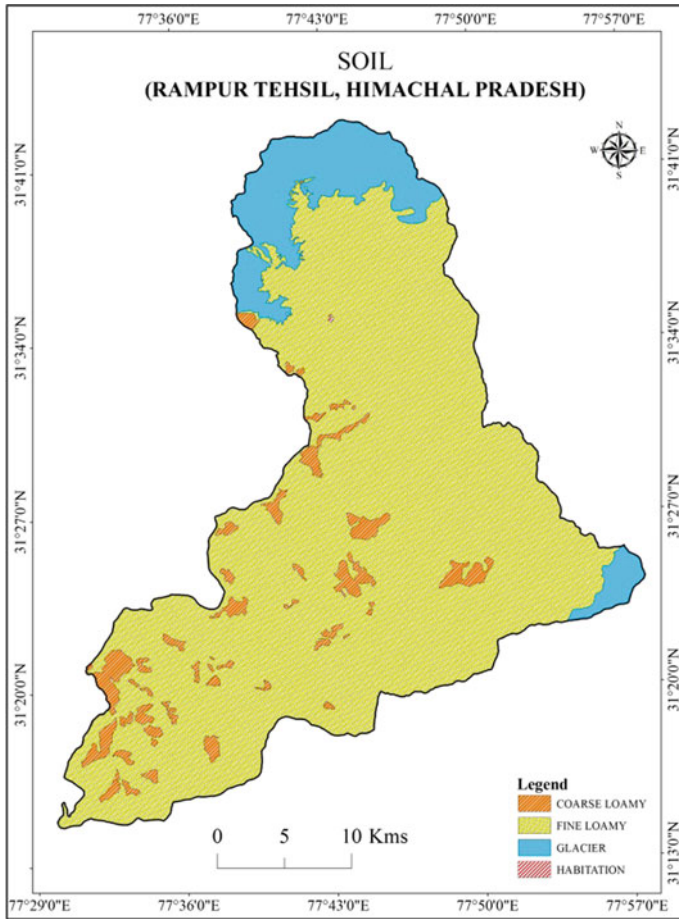 77°36'0"E 77°43'0"E 77°50'0"E 77°57'0"E
SOIL
(RAMPUR TEHSIL, HIMACHAL PRADESH)
N
W E
S
31°41'0"N
31°41'0"N
31°34'0"N
31°34'0"N
31°27'0"N
31°27'0"N
31°20'0"N
31°20'0"N
31°13'0"N
Legend
COARSE LOAMY
FINE LOAMY
GLACIER
HABITATION
0 5 10 Kms
77°29'0"E 77°36'0"E 77°43'0"E 77°50'0"E 77°57'0"E